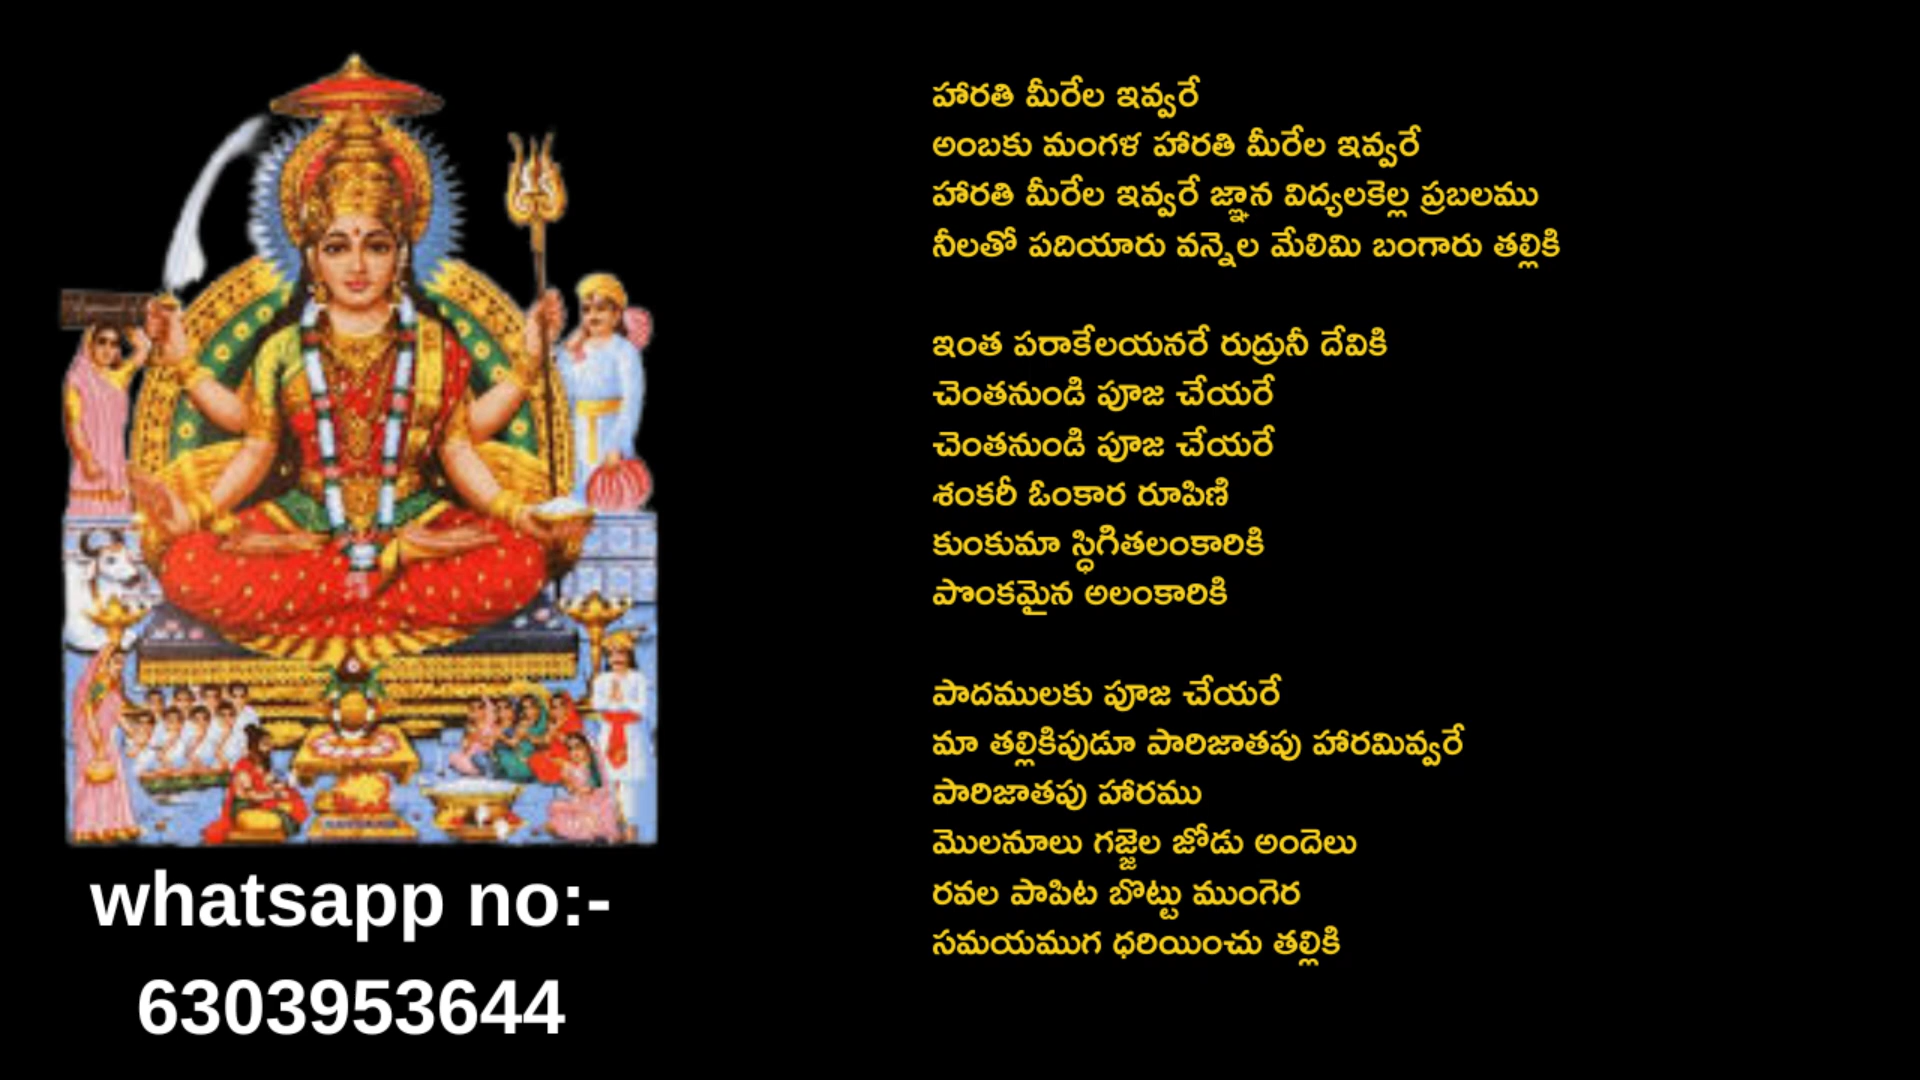 హారతి మీరేల ఇవ్వరే
అంబకు మంగళ హారతి మీరేల ఇవ్వరే
హారతి మీరేల ఇవ్వరే జ్ఞాన విద్యలకెల్ల ప్రబలము
నీలతో పదియారు వన్నెల మేలిమి బంగారు తల్లికి
ఇంత పరాకేలయనరే రుద్రునీ దేవికి
చెంతనుండి పూజ చేయరే
చెంతనుండి పూజ చేయరే
శంకరీ ఓంకార రూపిణి
కుంకుమా స్థిగితలంకారికి
పొంకమైన అలంకారికి
పాదములకు పూజ చేయరే
మా తల్లికిపుడూ పారిజాతపు హారమివ్వరే
పారిజాతపు హారము
మొలనూలు గజ్జెల జోడు అందెలు
రవల పాపిట బొట్టు ముంగెర
సమయముగ ధరియించు తల్లికి
whatsapp no:-
6303953644